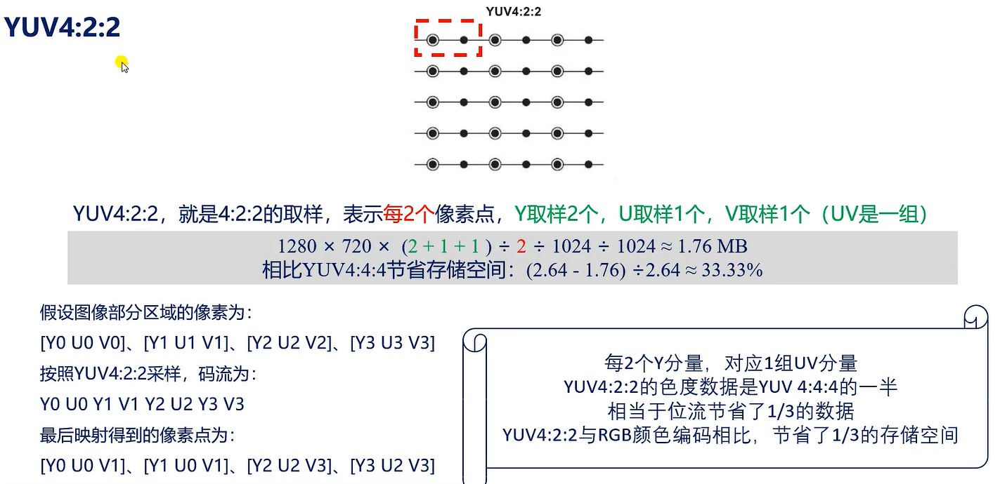 YUV4:2:2
YUV4:2:2
YUV4:2:2，就是4:2:2的取样，表示每2个像素点，Y取样2个，U取样1个，V取样1个（UV是一组）
1280 × 720 ×（2 + 1 + 1 ) ÷ 2 ÷ 1024 ÷ 1024 ≈ 1.76 MB
相比YUV4:4:4节省存储空间：(2.64 - 1.76) ÷2.64 ≈ 33.33%
假设图像部分区域的像素为：
[Y0 U0 V0]、[Y1 U1 V1]、[Y2 U2 V2]、[Y3 U3 V3]
按照YUV4:2:2采样，码流为：
Y0 U0 Y1 V1 Y2 U2 Y3 V3
最后映射得到的像素点为：
[Y0 U0 V1]、[Y1 U0 V1]、[Y2 U2 V3]、[Y3 U2 V3]
每2个Y分量，对应1组UV分量
YUV4:2:2的色度数据是YUV 4:4:4的一半
相当于位流节省了1/3的数据
YUV4:2:2与RGB颜色编码相比，节省了1/3的存储空间